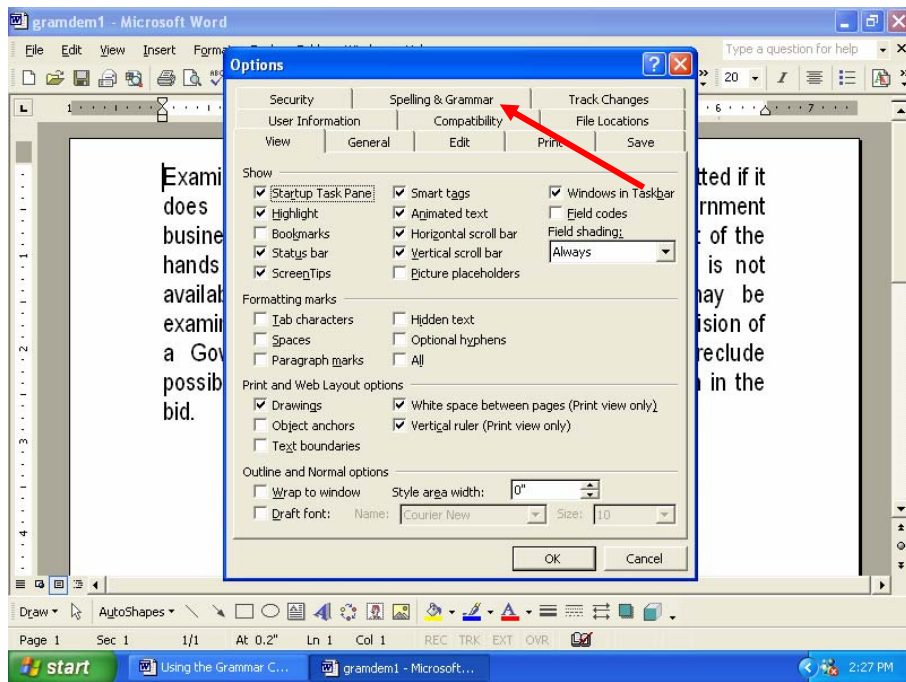 gramdem1 - Microsoft Word
File Edit View Insert Forma
Type a question for help
20
Options
Security Spelling & Grammar Track Changes
User Information Compatibility File Locations
View General Edit Print Save
Show
Startup Task Pane Smart tags Windows in Taskbar
Highlight Animated text Field codes
Bookmarks Horizontal scroll bar Field shading:
Status bar Vertical scroll bar Always
ScreenTips Picture placeholders
Formatting marks
Tab characters Hidden text
Spaces Optional hyphens
Paragraph marks All
Print and Web Layout options
Drawings White space between pages (Print view only)
Object anchors Vertical ruler (Print view only)
Text boundaries
Outline and Normal options
Wrap to window Style area width: 0"
Draft font: Name: Courier New Size: 10
OK Cancel
Exami tted if it
does rnment
busine t of the
hands is not
availab may be
examin ision of
a Gov reclude
possib n in the
bid.
Draw AutoShapes
Page 1 Sec 1 1/1 At 0.2" Ln 1 Col 1 REC TRK EXT OVR
start Using the Grammar C... gramdem1 - Microsoft... 2:27 PM